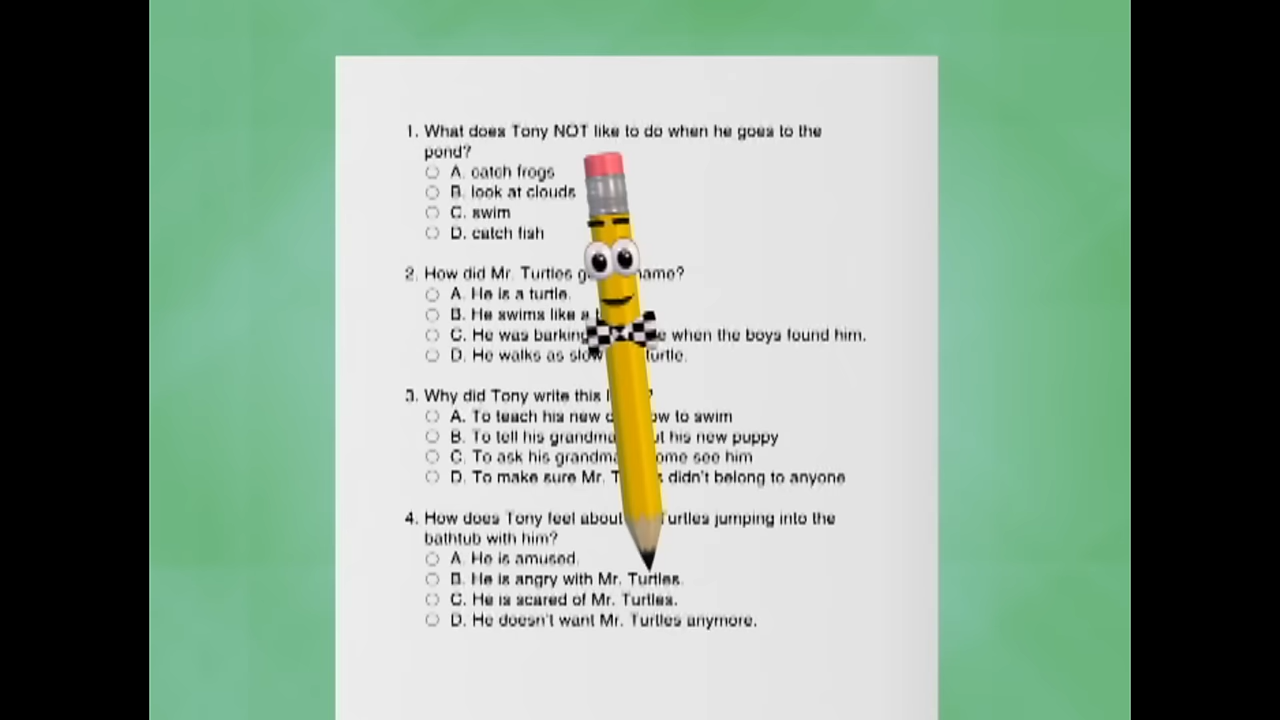 1. What does Tony NOT like to do when he goes to the
pond?
A. catch frogs
B. look at clouds
C. swim
D. catch fish
2. How did Mr. Turtles name?
A. He is a turtle.
B. He swims like a
C. He was barking when the boys found him.
D. He walks as slow turtle.
3. Why did Tony write this
A. To teach his new to swim
B. To tell his grandma his new puppy
C. To ask his grandma see him
D. To make sure Mr. didn't belong to anyone
4. How does Tony feel about Turtles jumping into the
bathtub with him?
A. He is amused.
B. He is angry with Mr. Turtles.
C. He is scared of Mr. Turtles.
D. He doesn't want Mr. Turtles anymore.